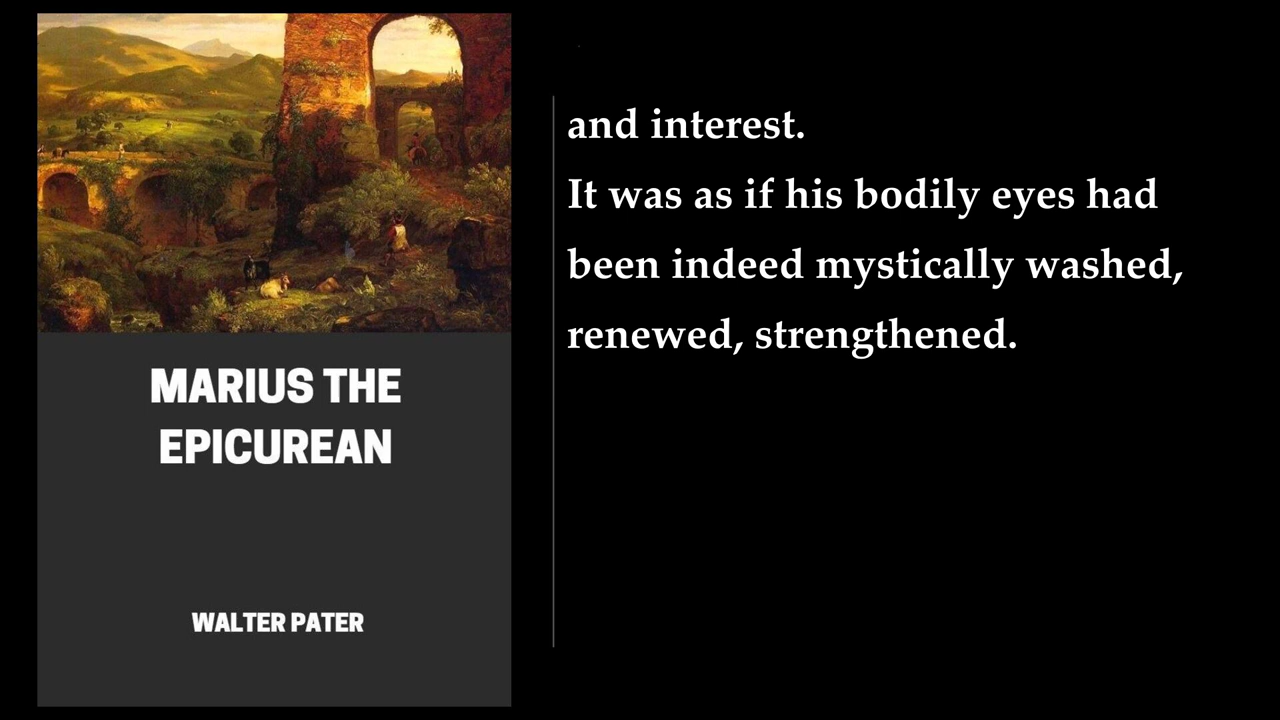 MARIUS THE
EPICUREAN
WALTER PATER
and interest.
It was as if his bodily eyes had
been indeed mystically washed,
renewed, strengthened.